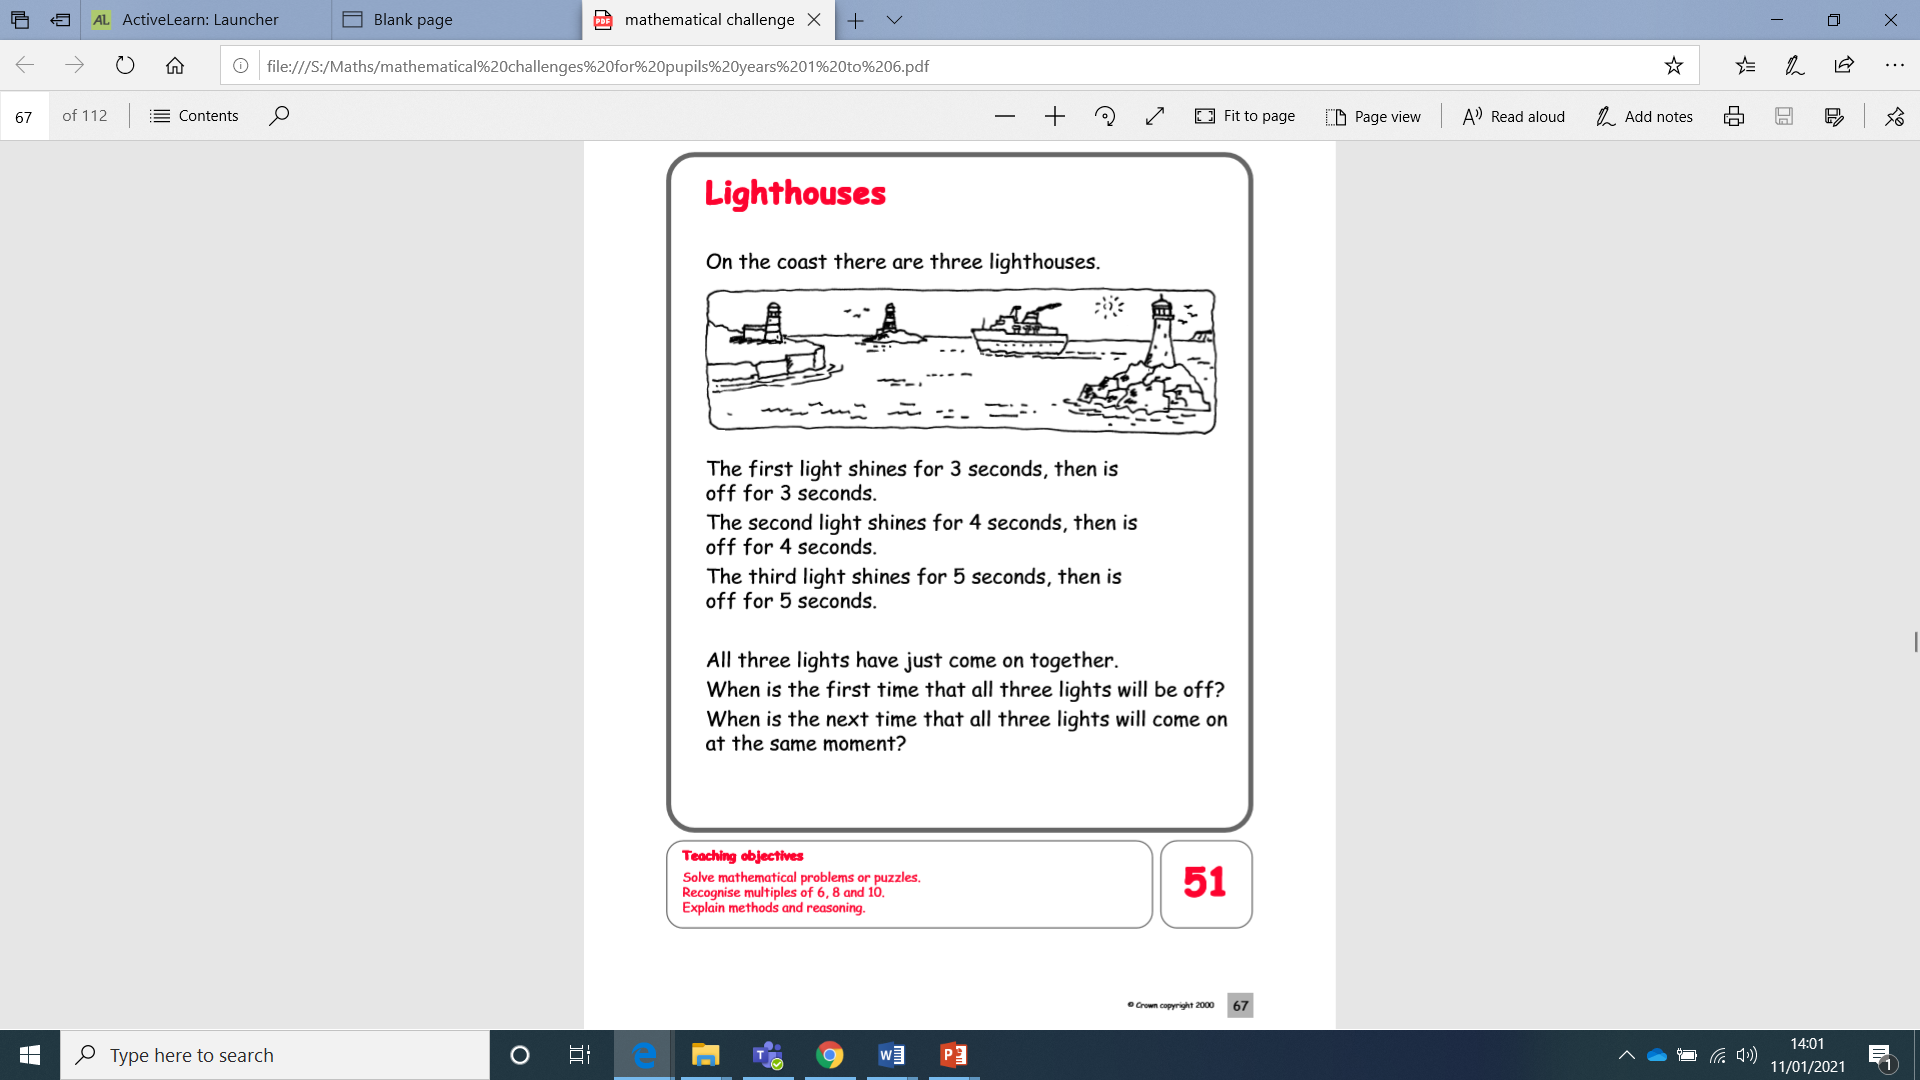 ActiveLearn: Launcher
Blank page
mathematical challenge
file:///S:/Maths/mathematical%20challenges%20for%20pupils%20years%201%20to%206.pdf
67 of 112 Contents
Fit to page Page view Read aloud Add notes
Lighthouses
On the coast there are three lighthouses.
The first light shines for 3 seconds, then is
off for 3 seconds.
The second light shines for 4 seconds, then is
off for 4 seconds.
The third light shines for 5 seconds, then is
off for 5 seconds.
All three lights have just come on together.
When is the first time that all three lights will be off?
When is the next time that all three lights will come on
at the same moment?
Teaching objectives
Solve mathematical problems or puzzles.
Recognise multiples of 6, 8 and 10.
Explain methods and reasoning.
51
© Crown copyright 2000
67
Type here to search
14:01
11/01/2021
1